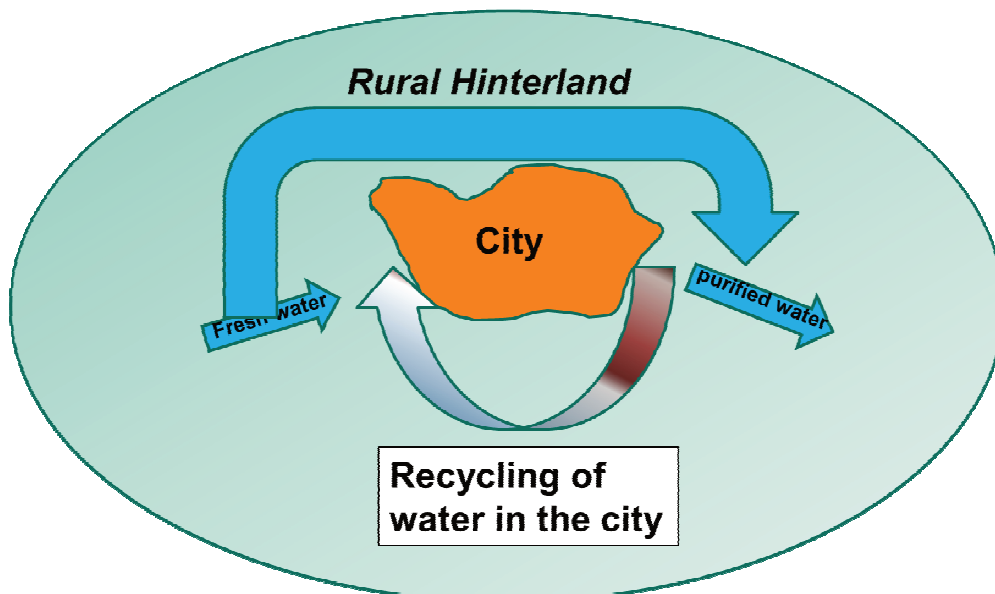 Rural Hinterland
City
Fresh water
purified water
Recycling of
water in the city